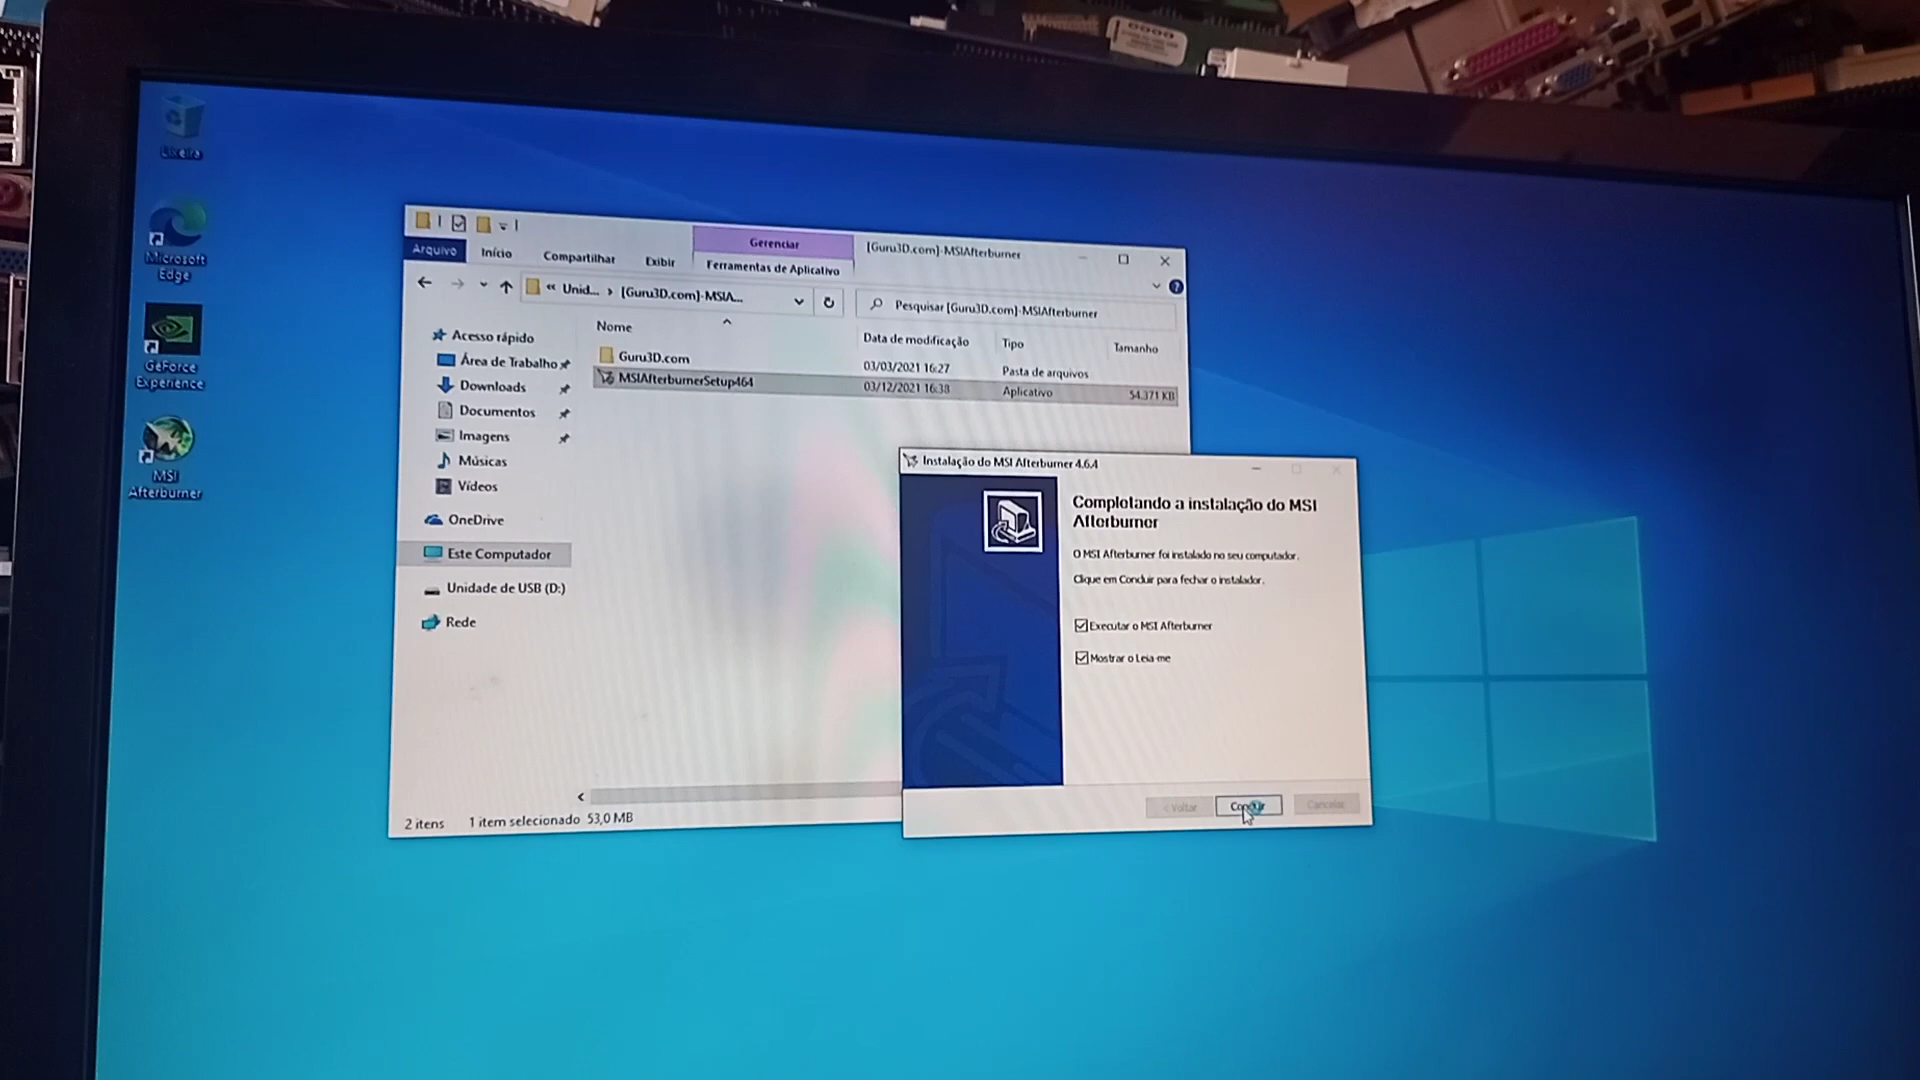 Lixeira
Microsoft
Edge
GeForce
Experience
MSI
Afterburner
Gerenciar
[Guru3D.com]-MSIAfterburner
Arquivo
Início
Compartilhar
Exibir
Ferramentas de Aplicativo
« Unid... › [Guru3D.com]-MSIA...
Pesquisar [Guru3D.com]-MSIAfterburner
Nome
Data de modificação
Tipo
Tamanho
Guru3D.com
03/03/2021 16:27
Pasta de arquivos
MSIAfterburnerSetup464
03/12/2021 16:38
Aplicativo
54.371 KB
Acesso rápido
Área de Trabalho
Downloads
Documentos
Imagens
Músicas
Vídeos
OneDrive
Este Computador
Unidade de USB (D:)
Rede
2 itens
1 item selecionado 53,0 MB
Instalação do MSI Afterburner 4.6.4
Completando a instalação do MSI
Afterburner
O MSI Afterburner foi instalado no seu computador.
Clique em Concluir para fechar o instalador.
Executar o MSI Afterburner
Mostrar o Leia-me
< Voltar
Concluir
Cancelar